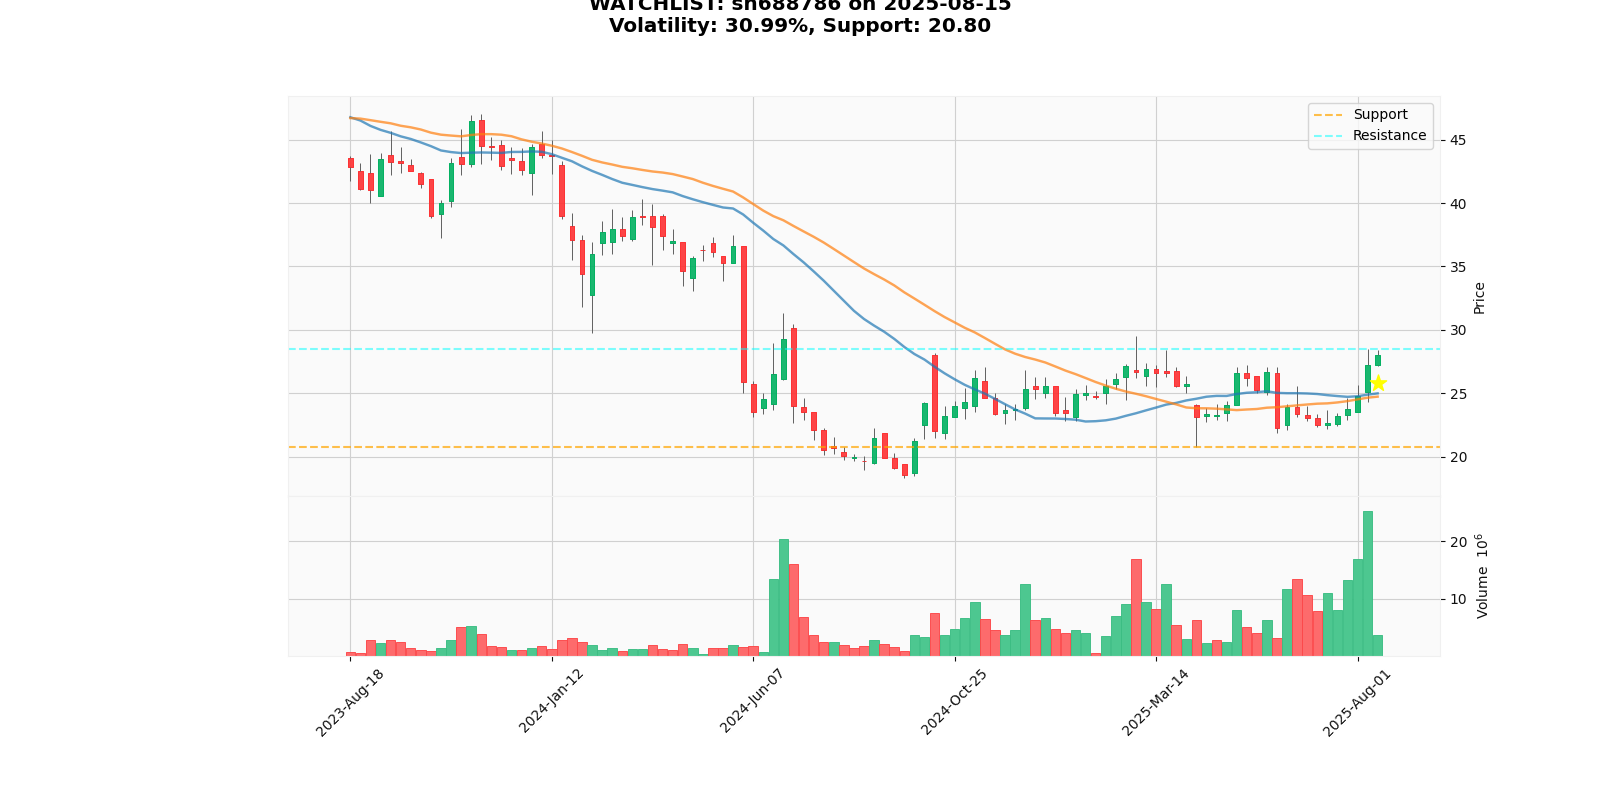 WATCHLIST: sh688786 on 2025-08-15
Volatility: 30.99%, Support: 20.80
Support
Resistance
45
40
35
30
25
20
Price
20
10
Volume 10^6
2023-Aug-18
2024-Jan-12
2024-Jun-07
2024-Oct-25
2025-Mar-14
2025-Aug-01